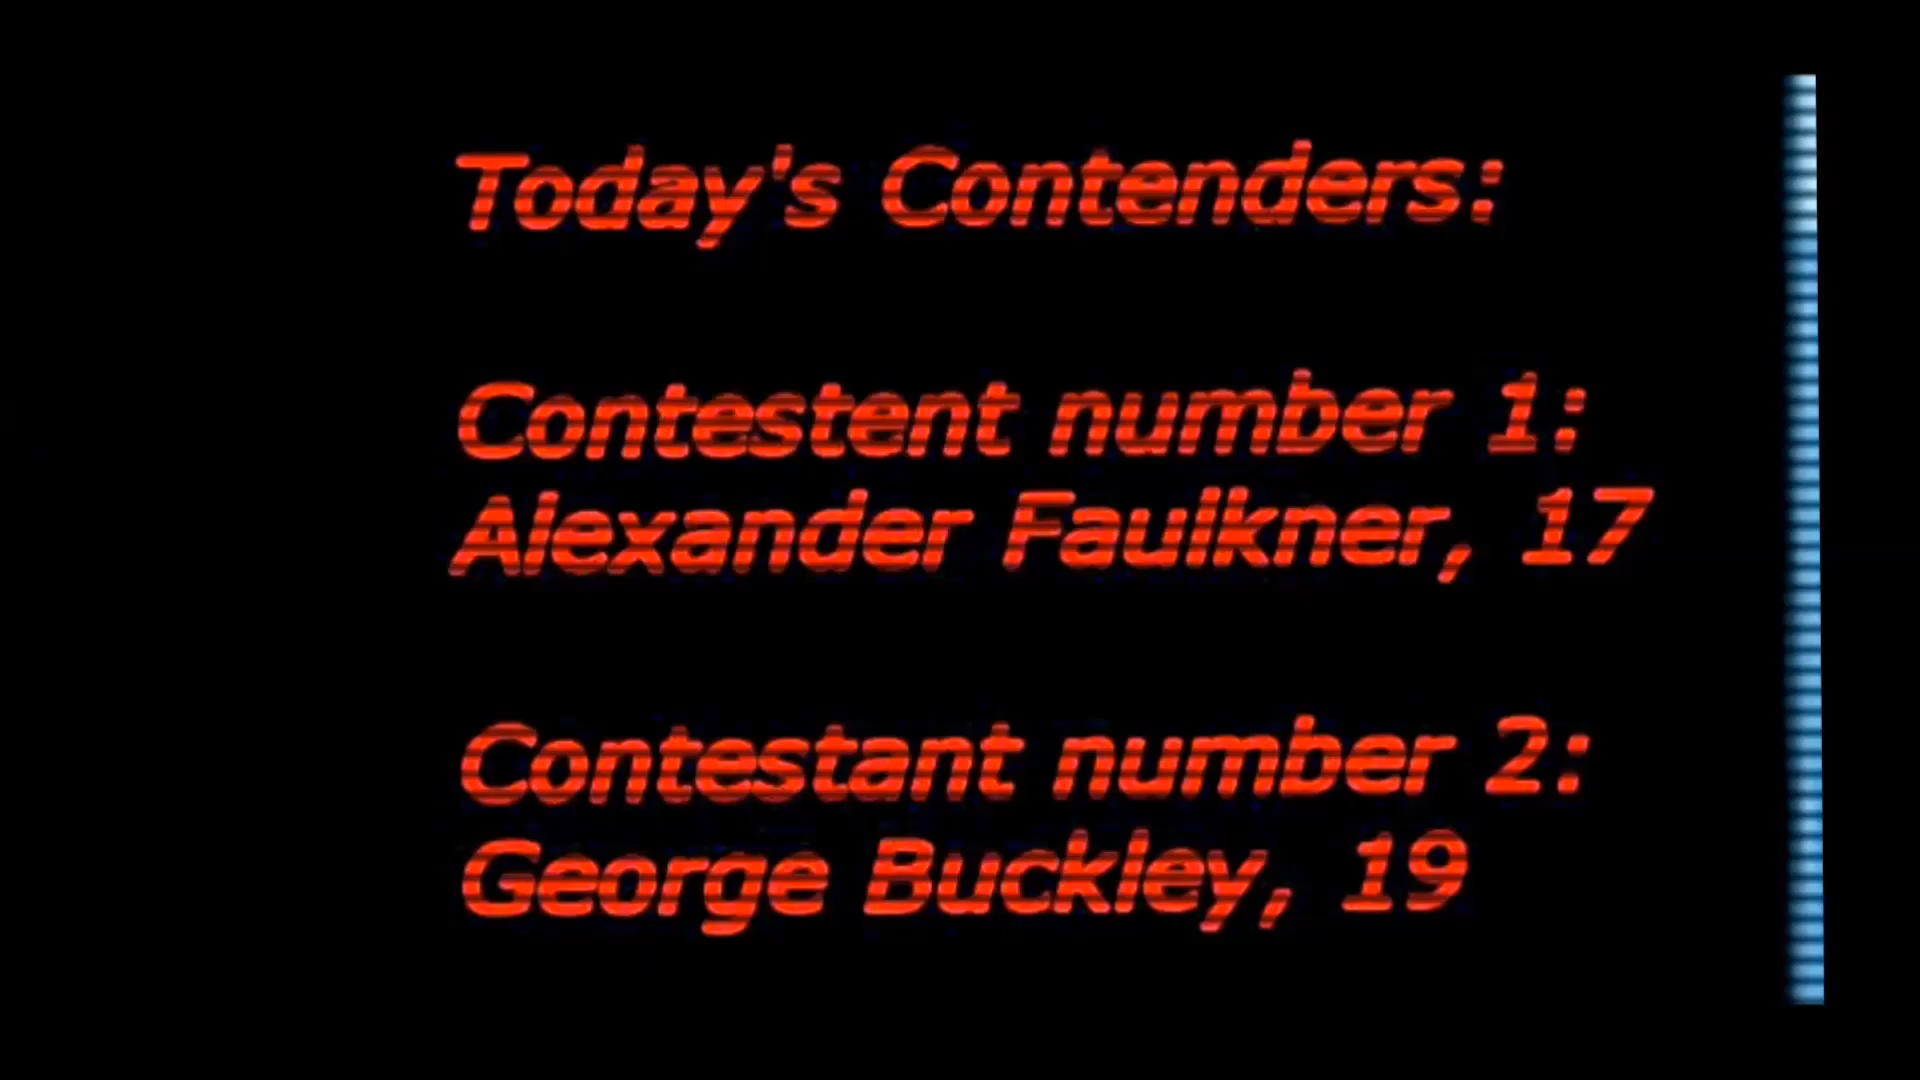 Today's Contenders:
Contestent number 1:
Alexander Faulkner, 17
Contestant number 2:
George Buckley, 19